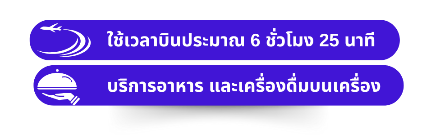 ใช้เวลาบินประมาณ 6 ชั่วโมง 25 นาที
บริการอาหาร และเครื่องดื่มบนเครื่อง